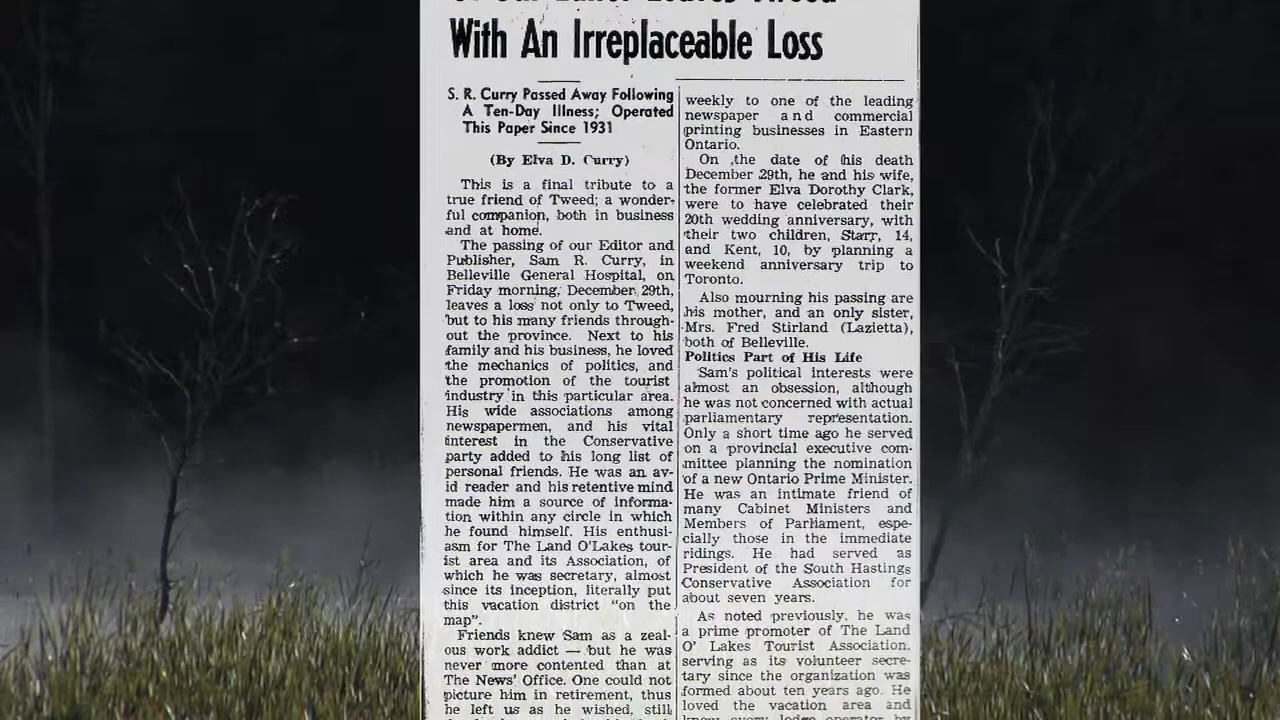 With An Irreplaceable Loss
S. R. Curry Passed Away Following
A Ten-Day Illness; Operated
This Paper Since 1931
(By Elva D. Curry)
This is a final tribute to a
true friend of Tweed; a wonder-
ful companion, both in business
and at home.
The passing of our Editor and
Publisher, Sam R. Curry, in
Belleville General Hospital, on
Friday morning, December 29th,
leaves a loss not only to Tweed,
but to his many friends through-
out the province. Next to his
family and his business, he loved
the mechanics of politics, and
the promotion of the tourist
industry in this particular area.
His wide associations among
newspapermen, and his vital
interest in the Conservative
party added to his long list of
personal friends. He was an av-
id reader and his retentive mind
made him a source of informa-
tion within any circle in which
he found himself. His enthusi-
asm for The Land O'Lakes tour-
ist area and its Association, of
which he was secretary, almost
since its inception, literally put
this vacation district "on the
map".
Friends knew Sam as a zeal-
ous work addict — but he was
never more contented than at
The News' Office. One could not
picture him in retirement, thus
he left us as he wished, still
weekly to one of the leading
newspaper and commercial
printing businesses in Eastern
Ontario.
On the date of his death
December 29th, he and his wife,
the former Elva Dorothy Clark,
were to have celebrated their
20th wedding anniversary, with
their two children, Starr, 14,
and Kent, 10, by planning a
weekend anniversary trip to
Toronto.
Also mourning his passing are
his mother, and an only sister,
Mrs. Fred Stirland (Lazietta),
both of Belleville.
Politics Part of His Life
Sam's political interests were
almost an obsession, although
he was not concerned with actual
parliamentary representation.
Only a short time ago he served
on a provincial executive com-
mittee planning the nomination
of a new Ontario Prime Minister.
He was an intimate friend of
many Cabinet Ministers and
Members of Parliament, espe-
cially those in the immediate
ridings. He had served as
President of the South Hastings
Conservative Association for
about seven years.
As noted previously, he was
a prime promoter of The Land
O' Lakes Tourist Association,
serving as its volunteer secre-
tary since the organization was
formed about ten years ago. He
loved the vacation area and